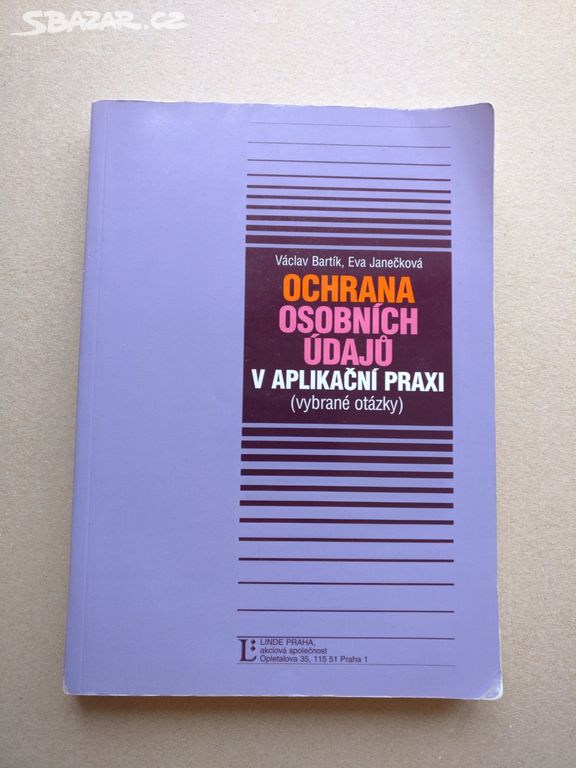 SBAZAR.CZ
Václav Bartík, Eva Janečková
OCHRANA
OSOBNÍCH
ÚDAJŮ
V APLIKAČNÍ PRAXI
(vybrané otázky)
LINDE PRAHA,
akciová společnost
Opletalova 35, 115 51 Praha 1